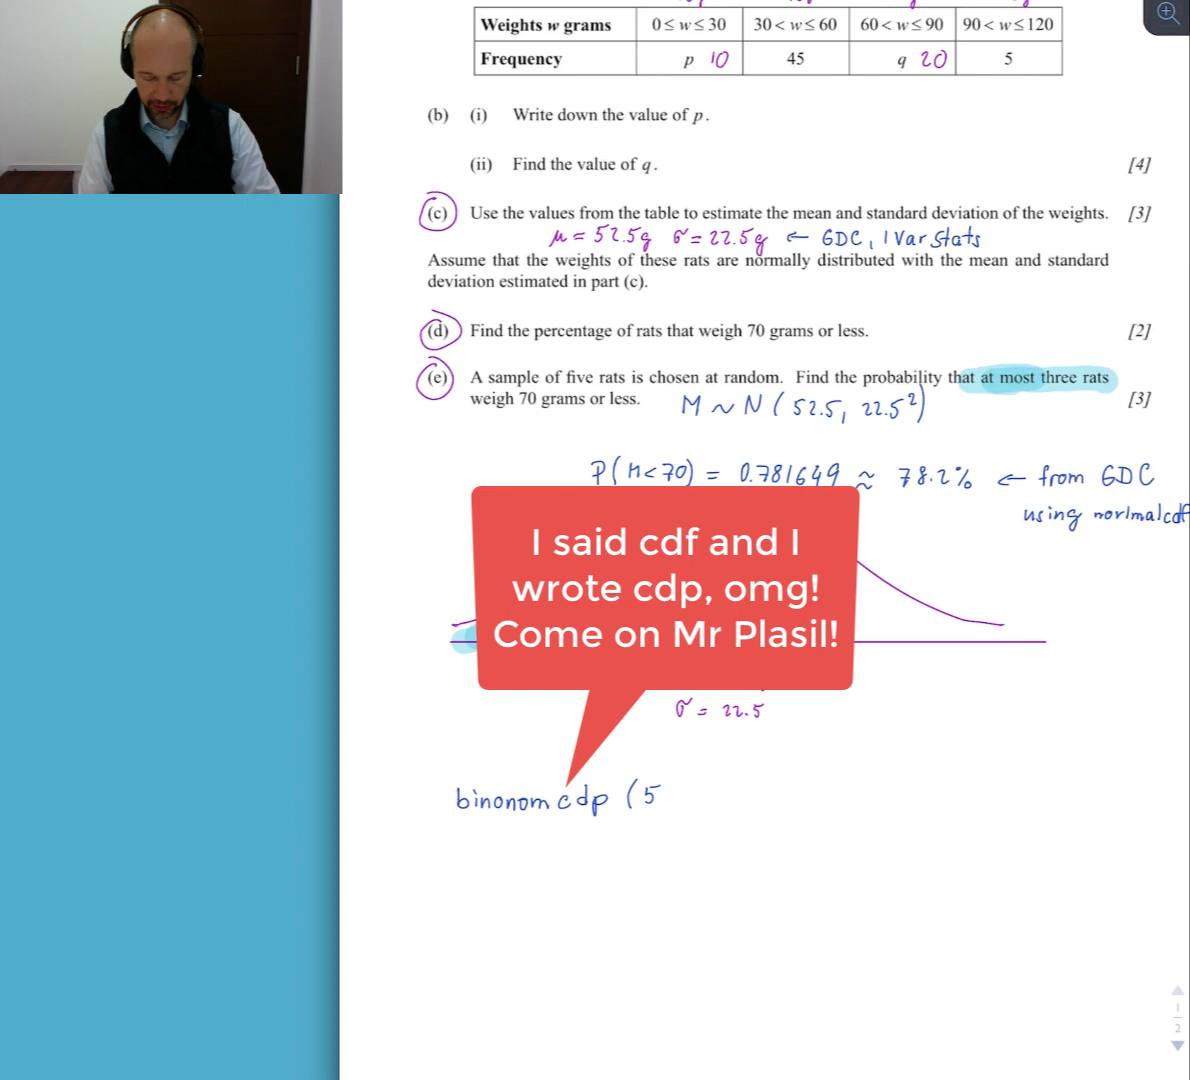 Weights w grams 0 ≤ w ≤ 30 30 < w ≤ 60 60 < w ≤ 90 90 < w ≤ 120
Frequency p 10 45 q 20 5
(b) (i) Write down the value of p.
(ii) Find the value of q. [4]
(c) Use the values from the table to estimate the mean and standard deviation of the weights. [3]
μ = 52.5g σ = 22.5g ← GDC, 1 Var Stats
Assume that the weights of these rats are normally distributed with the mean and standard
deviation estimated in part (c).
(d) Find the percentage of rats that weigh 70 grams or less. [2]
(e) A sample of five rats is chosen at random. Find the probability that at most three rats
weigh 70 grams or less. [3]
M ~ N (52.5, 22.5²)
P(M<70) = 0.781649 ≈ 78.2% ← from GDC
using normalcdf
I said cdf and I
wrote cdp, omg!
Come on Mr Plasil!
σ = 22.5
binonomcdp (5
1
2